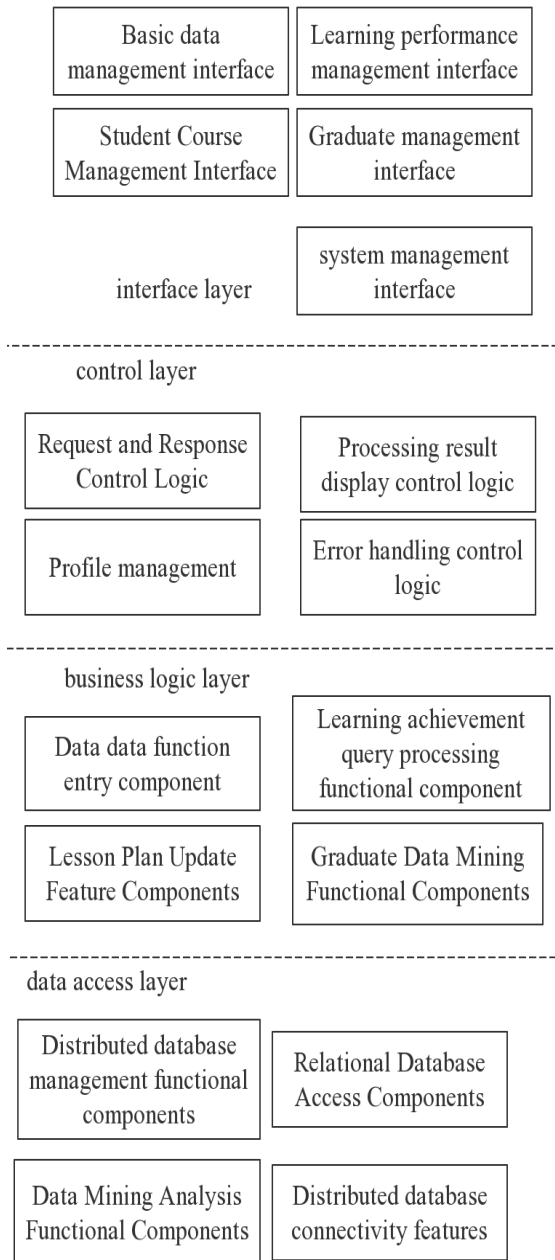 Basic data
management interface
Learning performance
management interface
Student Course
Management Interface
Graduate management
interface
system management
interface
interface layer
control layer
Request and Response
Control Logic
Processing result
display control logic
Profile management
Error handling control
logic
business logic layer
Data data function
entry component
Learning achievement
query processing
functional component
Lesson Plan Update
Feature Components
Graduate Data Mining
Functional Components
data access layer
Distributed database
management functional
components
Relational Database
Access Components
Data Mining Analysis
Functional Components
Distributed database
connectivity features